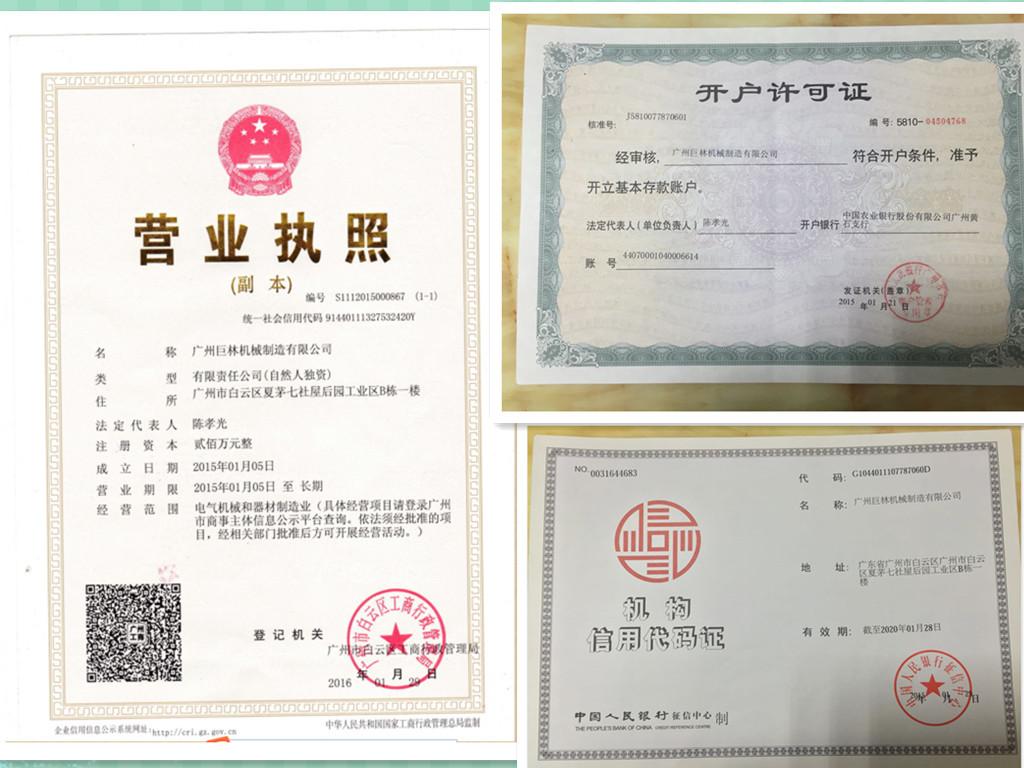 营业执照
(副 本)
编号 S1112015000867 (1-1)
统一社会信用代码 91440111327532420Y
名 称 广州巨林机械制造有限公司
类 型 有限责任公司(自然人独资)
住 所 广州市白云区夏茅七社屋后园工业区B栋一楼
法定代表人 陈孝光
注 册 资 本 贰佰万元整
成 立 日 期 2015年01月05日
营 业 期 限 2015年01月05日 至 长期
经 营 范 围 电气机械和器材制造业（具体经营项目请登录广州
市商事主体信息公示平台查询。依法须经批准的项
目，经相关部门批准后方可开展经营活动。）
登 记 机 关
广州市白云区工商行政管理局
2016 年 01 月 29 日
企业信用信息公示系统网址: http://cri.gz.gov.cn
中华人民共和国国家工商行政管理总局监制
开户许可证
核准号: J5810077870601
编 号: 5810-04504768
经审核, 广州巨林机械制造有限公司 符合开户条件, 准予
开立基本存款账户。
法定代表人(单位负责人) 陈孝光 开户银行 中国农业银行股份有限公司广州黄
石支行
账 号 44070001040006614
发证机关(盖章)
2015 年 01 月 21 日
NO: 0031644683
代 码: G1044011107787060D
名 称: 广州巨林机械制造有限公司
地 址: 广东省广州市白云区广州市白云
区夏茅七社屋后园工业区B栋一
楼
机 构
信用代码证
有 效 期: 截至2020年01月28日
中国人民银行 征信中心 制
THE PEOPLE'S BANK OF CHINA CREDIT REFERENCE CENTRE